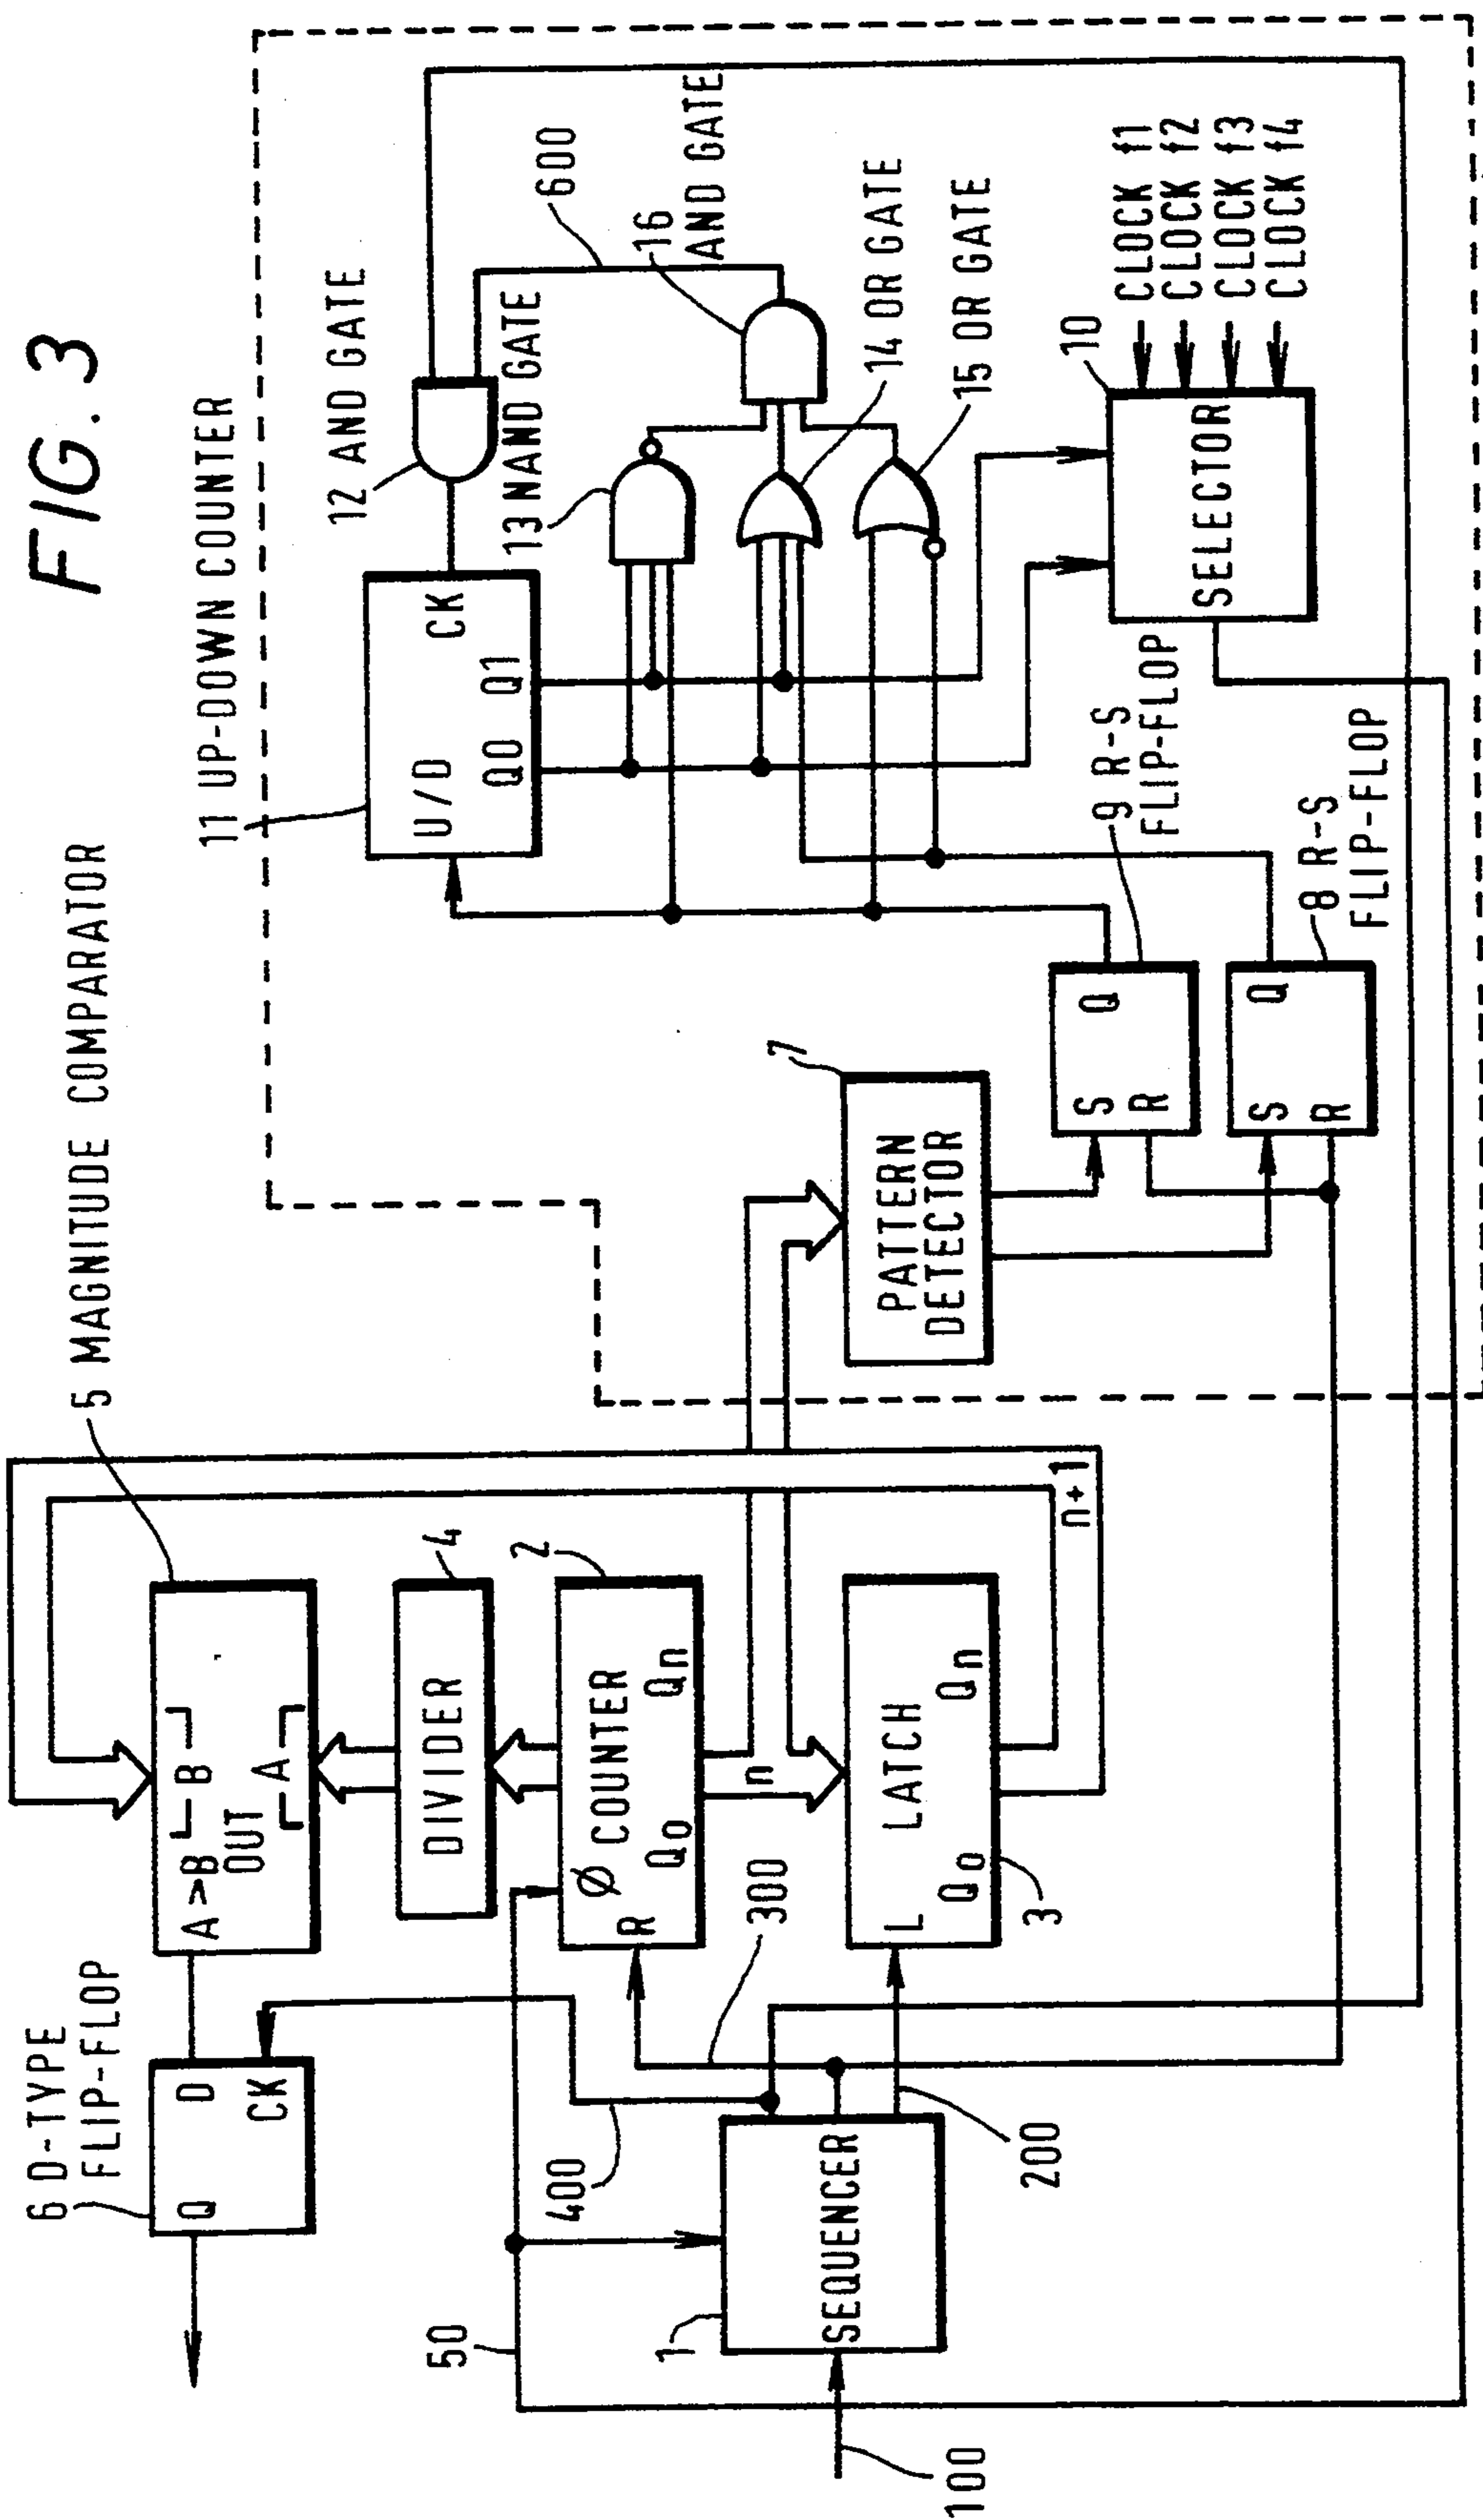 FIG. 3
5 MAGNITUDE COMPARATOR
11 UP-DOWN COUNTER
6 D-TYPE
FLIP-FLOP
Q
D
CK
A>B
OUT
B
A
4
DIVIDER
2
Ø
COUNTER
R
Q0
Qn
n
L
LATCH
Q0
Qn
3
n+1
50
400
300
200
100
1
SEQUENCER
7
PATTERN
DETECTOR
U/D
CK
Q0
Q1
12 AND GATE
13 NAND GATE
600
16
AND GATE
14 OR GATE
15 OR GATE
S
Q
R
9 R-S
FLIP-FLOP
S
Q
R
8 R-S
FLIP-FLOP
10
SELECTOR
CLOCK f1
CLOCK f2
CLOCK f3
CLOCK f4